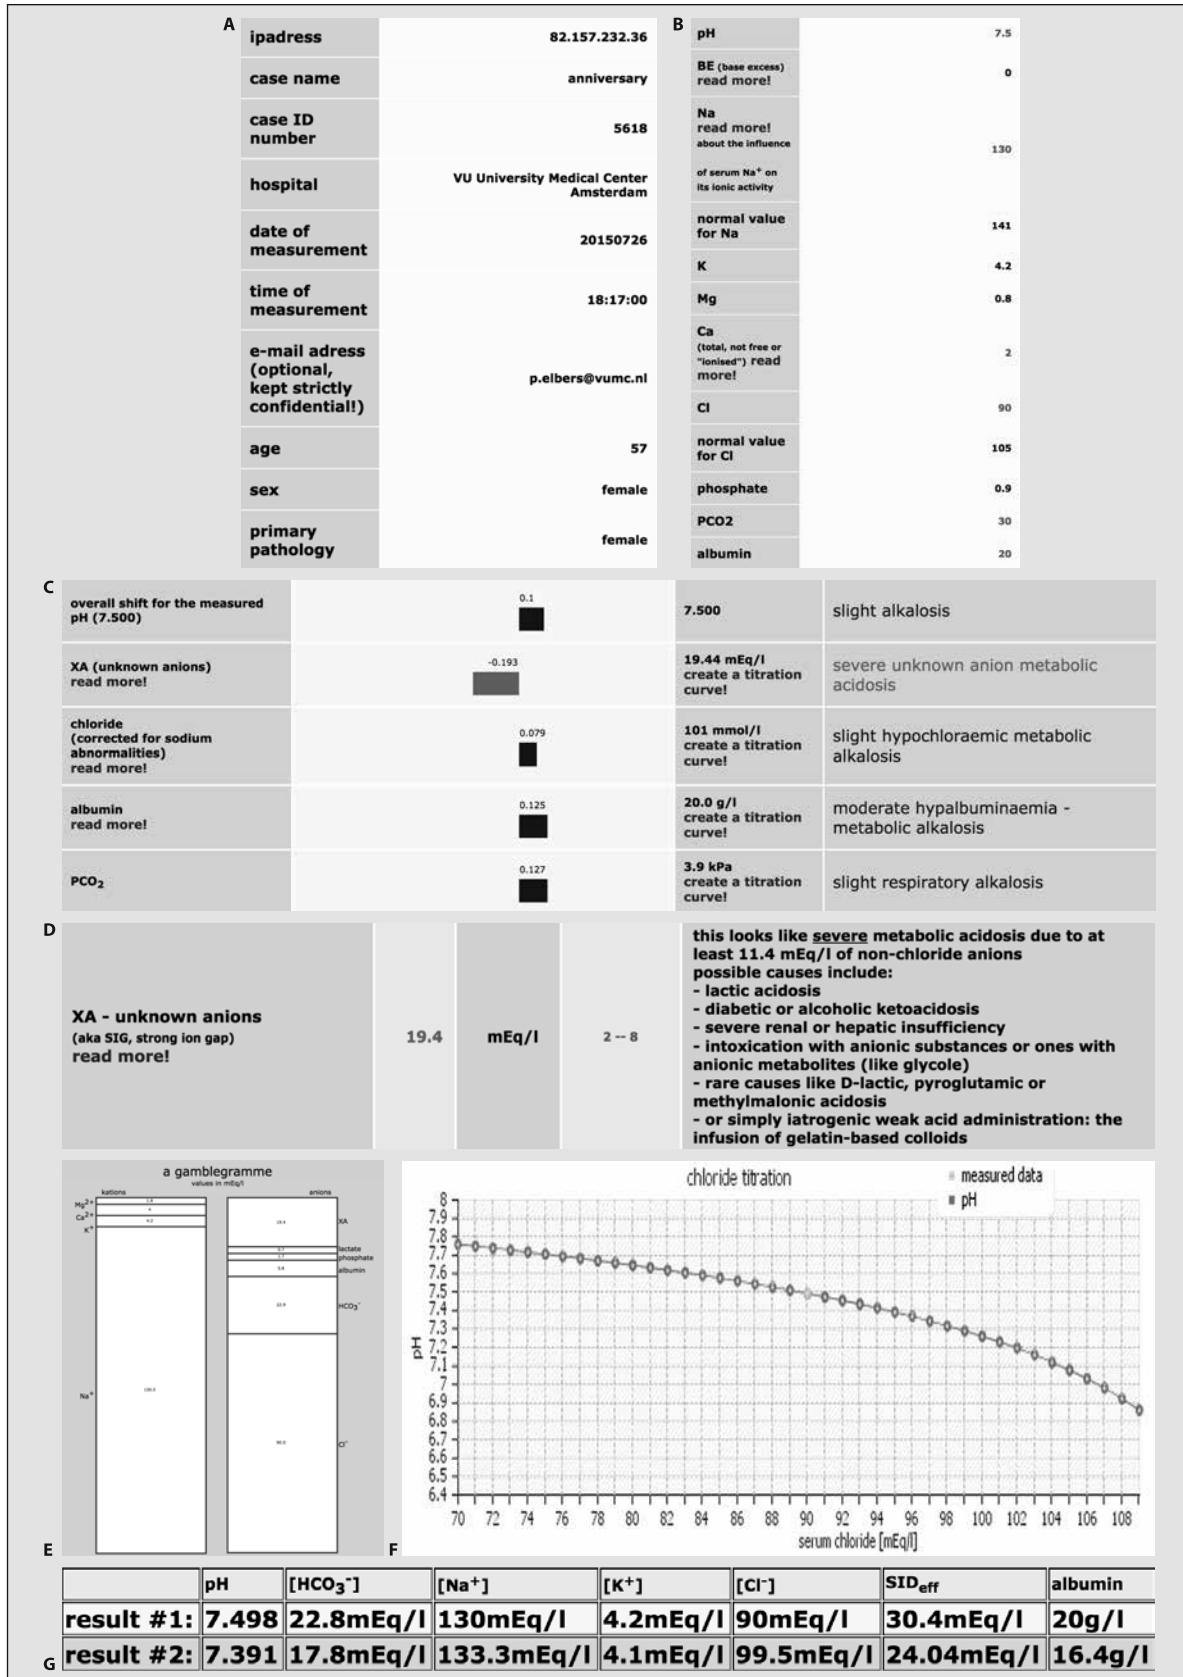 A
ipadress 82.157.232.36
case name anniversary
case ID
number 5618
hospital VU University Medical Center
Amsterdam
date of
measurement 20150726
time of
measurement 18:17:00
e-mail adress
(optional,
kept strictly
confidential!) p.elbers@vumc.nl
age 57
sex female
primary
pathology female
B
pH 7.5
BE (base excess)
read more! 0
Na
read more!
about the influence
of serum Na+ on
its ionic activity 130
normal value
for Na 141
K 4.2
Mg 0.8
Ca
(total, not free or
"ionised") read
more! 2
Cl 90
normal value
for Cl 105
phosphate 0.9
PCO2 30
albumin 20
C
overall shift for the measured
pH (7.500) 0.1 7.500 slight alkalosis
XA (unknown anions)
read more! -0.193
19.44 mEq/l
create a titration
curve!
severe unknown anion metabolic
acidosis
chloride
(corrected for sodium
abnormalities)
read more! 0.079
101 mmol/l
create a titration
curve!
slight hypochloraemic metabolic
alkalosis
albumin
read more! 0.125
20.0 g/l
create a titration
curve!
moderate hypalbuminaemia -
metabolic alkalosis
PCO2 0.127
3.9 kPa
create a titration
curve!
slight respiratory alkalosis
D
XA - unknown anions
(aka SIG, strong ion gap)
read more!
19.4 mEq/l 2 -- 8
this looks like severe metabolic acidosis due to at
least 11.4 mEq/l of non-chloride anions
possible causes include:
- lactic acidosis
- diabetic or alcoholic ketoacidosis
- severe renal or hepatic insufficiency
- intoxication with anionic substances or ones with
anionic metabolites (like glycole)
- rare causes like D-lactic, pyroglutamic or
methylmalonic acidosis
- or simply iatrogenic weak acid administration: the
infusion of gelatin-based colloids
E
a gamblegramme
values in mEq/l
kations anions
Mg2+
Ca2+
K+ 4.2
Na+ 130.0
19.4 XA
lactate
phosphate
albumin
22.9 HCO3-
90.0 Cl-
F
chloride titration
measured data
pH
8
7.9
7.8
7.7
7.6
7.5
7.4
7.3
7.2
7.1
7
6.9
6.8
6.7
6.6
6.5
6.4
pH
70 72 74 76 78 80 82 84 86 88 90 92 94 96 98 100 102 104 106 108
serum chloride [mEq/l]
G
pH [HCO3-] [Na+] [K+] [Cl-] SIDeff albumin
result #1: 7.498 22.8mEq/l 130mEq/l 4.2mEq/l 90mEq/l 30.4mEq/l 20g/l
result #2: 7.391 17.8mEq/l 133.3mEq/l 4.1mEq/l 99.5mEq/l 24.04mEq/l 16.4g/l